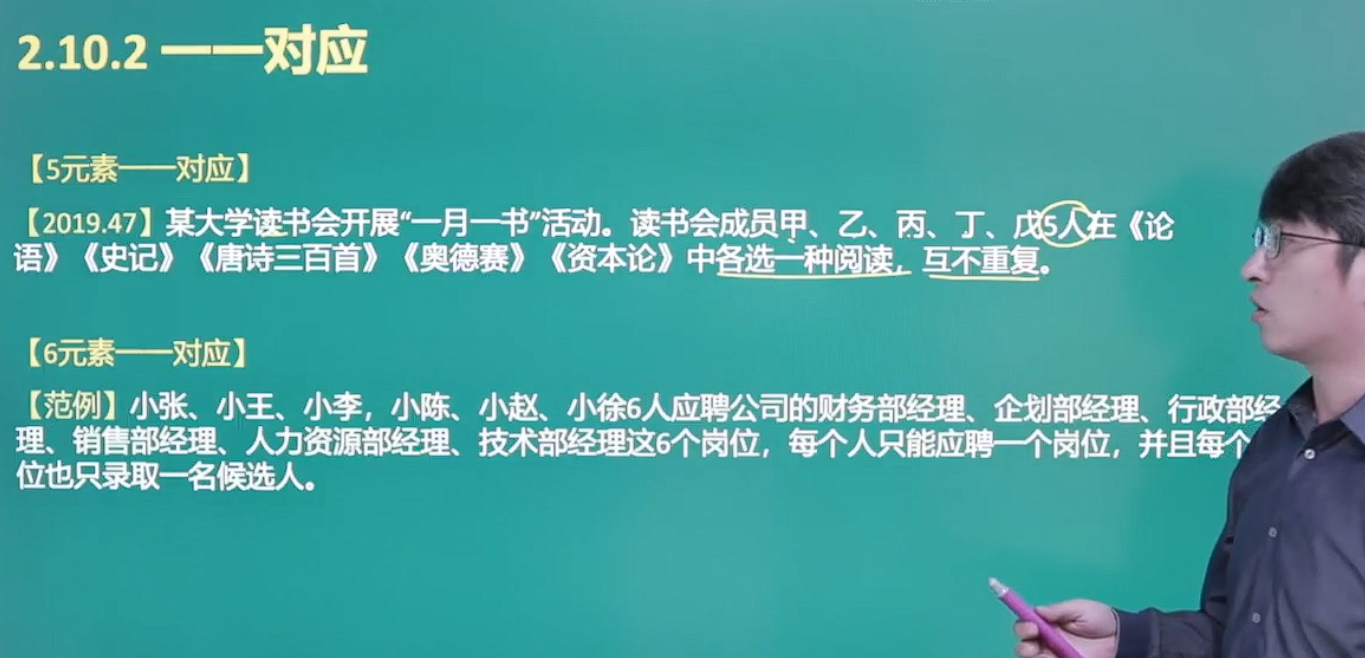 2.10.2 一一对应
【5元素一一对应】
【2019.47】某大学读书会开展“一月一书”活动。读书会成员甲、乙、丙、丁、戊5人在《论
语》《史记》《唐诗三百首》《奥德赛》《资本论》中各选一种阅读，互不重复。
【6元素一一对应】
【范例】小张、小王、小李，小陈、小赵、小徐6人应聘公司的财务部经理、企划部经理、行政部经
理、销售部经理、人力资源部经理、技术部经理这6个岗位，每个人只能应聘一个岗位，并且每个
位也只录取一名候选人。